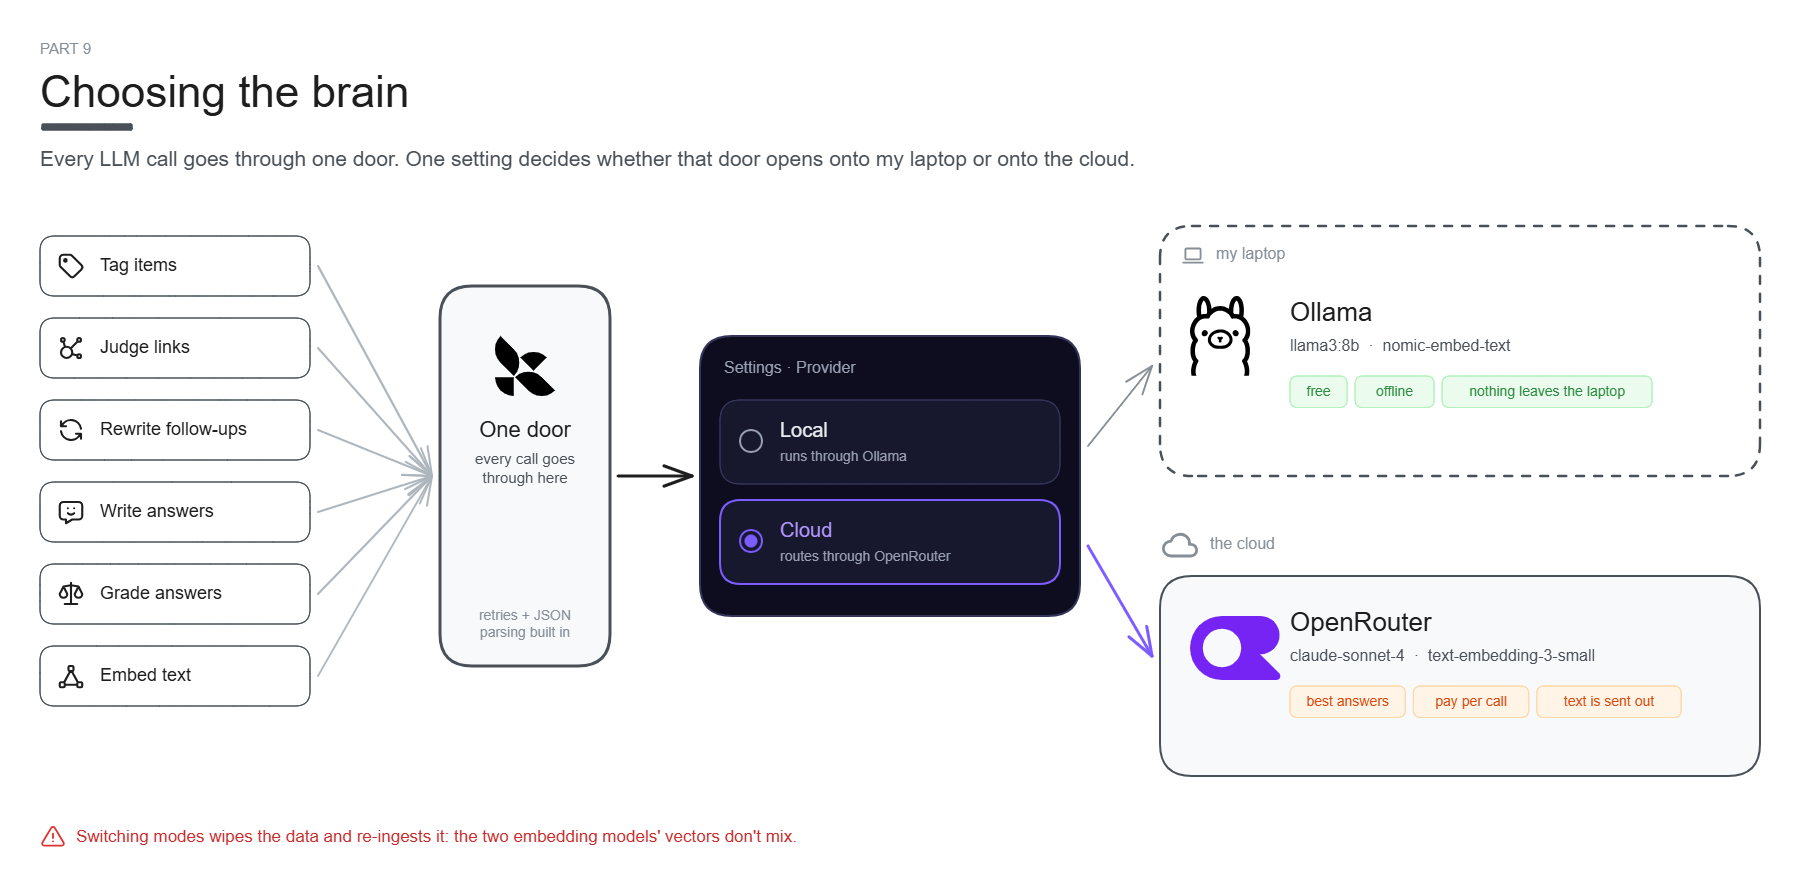 PART 9
Choosing the brain
Every LLM call goes through one door. One setting decides whether that door opens onto my laptop or onto the cloud.
Tag items
Judge links
Rewrite follow-ups
Write answers
Grade answers
Embed text
One door
every call goes
through here
retries + JSON
parsing built in
Settings · Provider
Local
runs through Ollama
Cloud
routes through OpenRouter
my laptop
Ollama
llama3:8b · nomic-embed-text
free offline nothing leaves the laptop
the cloud
OpenRouter
claude-sonnet-4 · text-embedding-3-small
best answers pay per call text is sent out
Switching modes wipes the data and re-ingests it: the two embedding models' vectors don't mix.